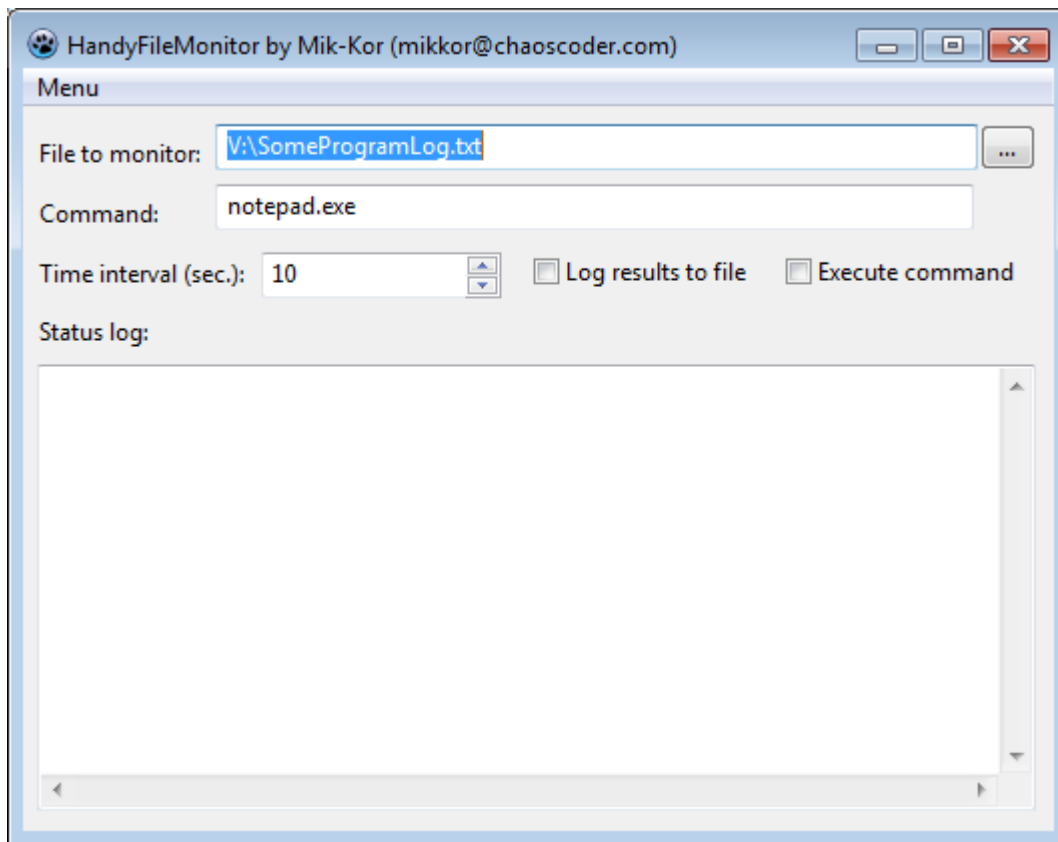 HandyFileMonitor by Mik-Kor (mikkor@chaoscoder.com)
Menu
File to monitor: V:\SomeProgramLog.txt ...
Command: notepad.exe
Time interval (sec.): 10 Log results to file Execute command
Status log: